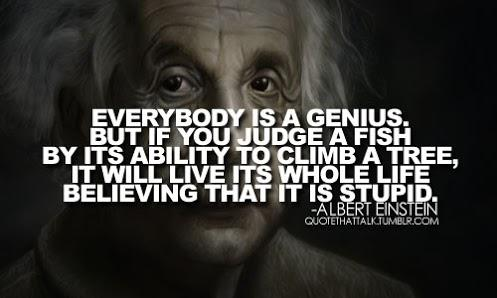 EVERYBODY IS A GENIUS.
BUT IF YOU JUDGE A FISH
BY ITS ABILITY TO CLIMB A TREE,
IT WILL LIVE ITS WHOLE LIFE
BELIEVING THAT IT IS STUPID.
-ALBERT EINSTEIN
QUOTETHATTALK.TUMBLR.COM